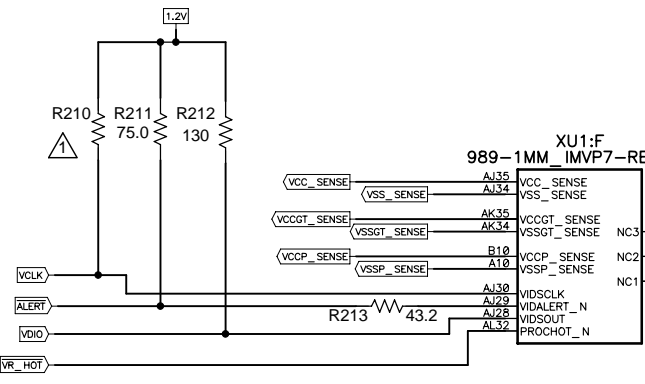 1.2V
R210
R211
75.0
R212
130
1
XU1:F
989-1MM_IMVP7-RE
VCC_SENSE
AJ35
VCC_SENSE
VSS_SENSE
AJ34
VSS_SENSE
VCCGT_SENSE
AK35
VCCGT_SENSE
VSSGT_SENSE
AK34
VSSGT_SENSE
NC3
VCCP_SENSE
B10
VCCP_SENSE
NC2
VSSP_SENSE
A10
VSSP_SENSE
NC1
VCLK
AJ30
VIDSCLK
ALERT
R213
43.2
AJ29
VIDALERT_N
VDIO
AJ28
VIDSOUT
AL32
PROCHOT_N
VR_HOT